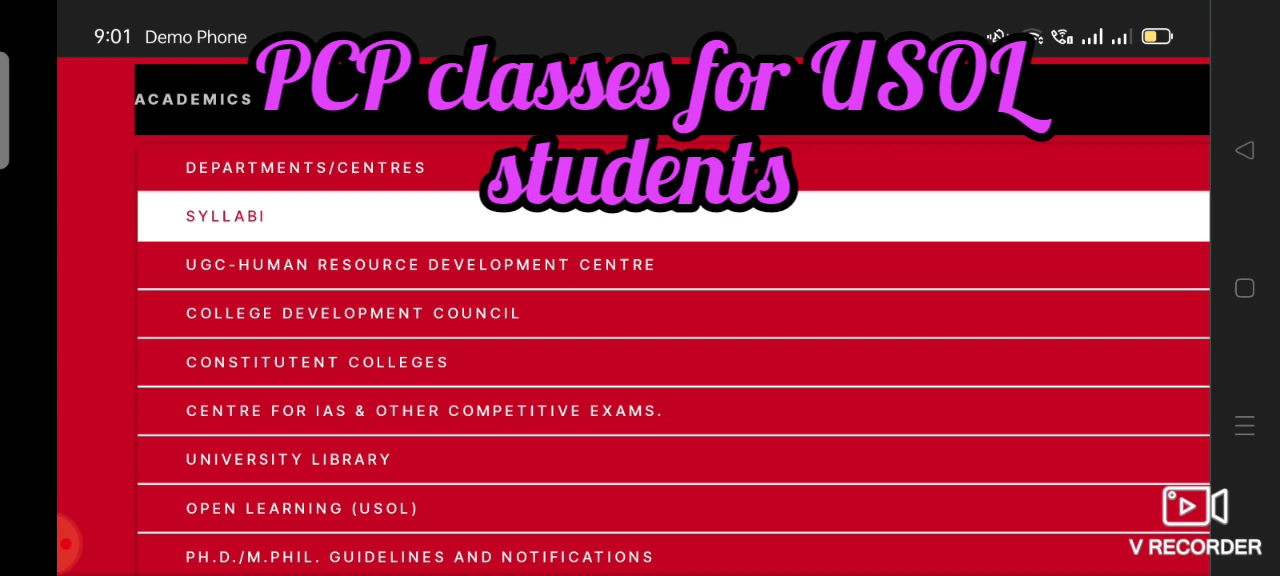 9:01 Demo Phone
PCP classes for USOL
students
ACADEMICS
DEPARTMENTS/CENTRES
SYLLABI
UGC-HUMAN RESOURCE DEVELOPMENT CENTRE
COLLEGE DEVELOPMENT COUNCIL
CONSTITUTENT COLLEGES
CENTRE FOR IAS & OTHER COMPETITIVE EXAMS.
UNIVERSITY LIBRARY
OPEN LEARNING (USOL)
PH.D./M.PHIL. GUIDELINES AND NOTIFICATIONS
V RECORDER